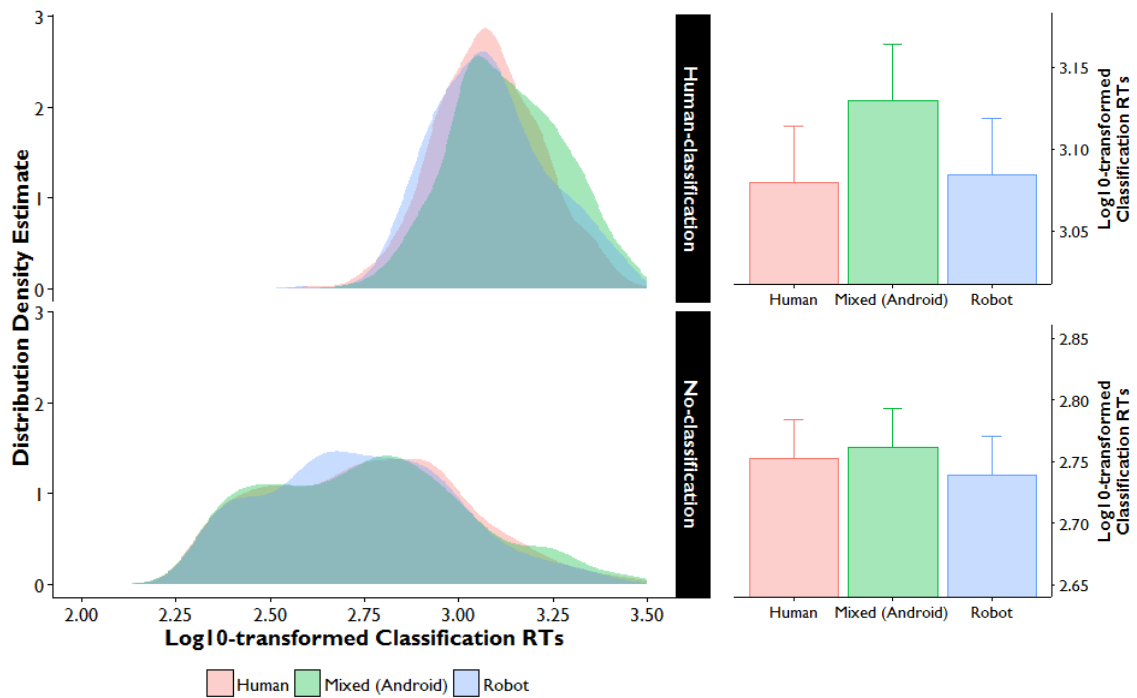 Distribution Density Estimate
3
2
1
0
Human-classification
3.15
3.10
3.05
Log10-transformed
Classification RTs
Human Mixed (Android) Robot
3
2
1
0
No-classification
2.85
2.80
2.75
2.70
2.65
Log10-transformed
Classification RTs
Human Mixed (Android) Robot
2.00 2.25 2.50 2.75 3.00 3.25 3.50
Log10-transformed Classification RTs
Human Mixed (Android) Robot